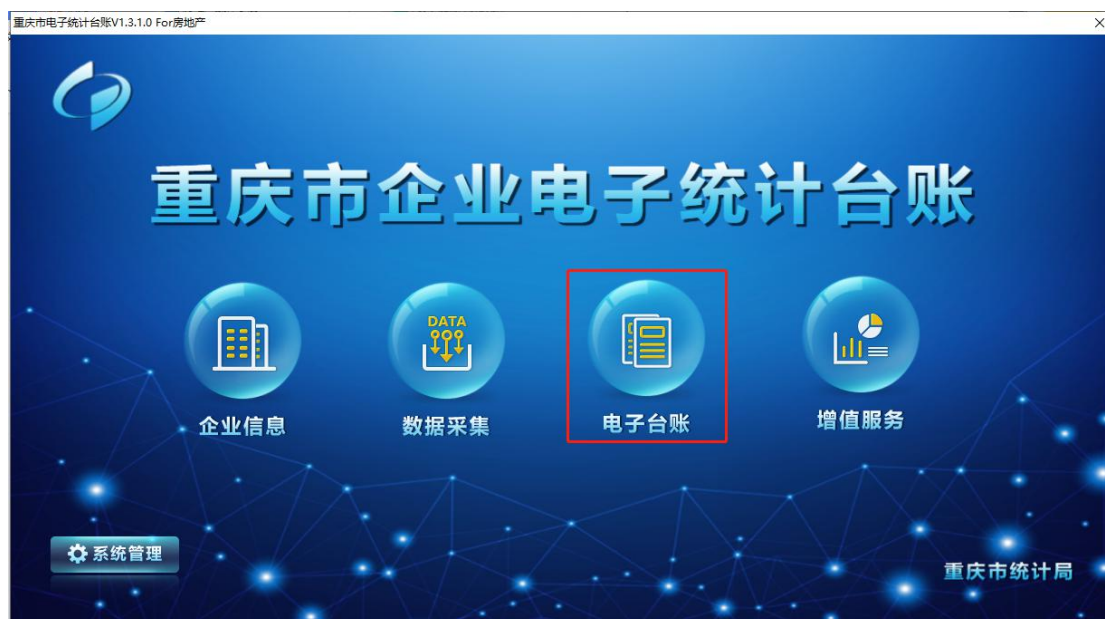 重庆市电子统计台账V1.3.1.0 For房地产
重庆市企业电子统计台账
DATA
企业信息
数据采集
电子台账
增值服务
系统管理
重庆市统计局